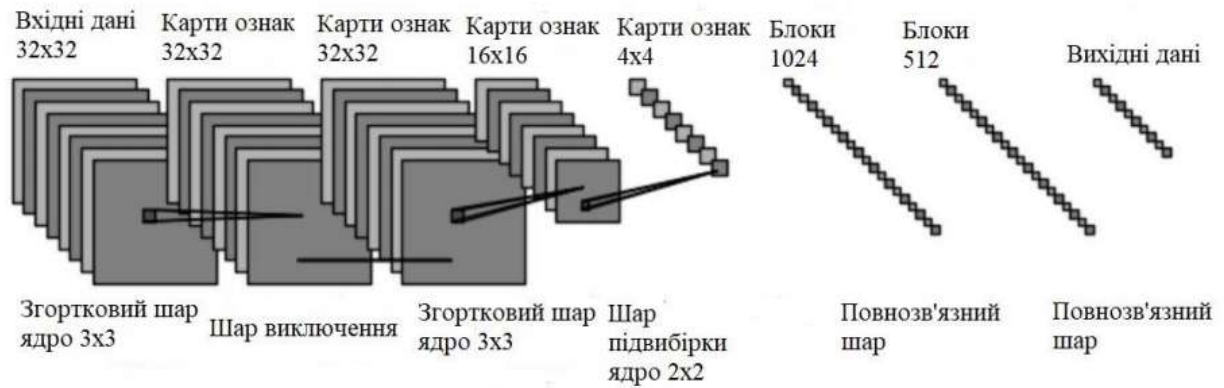 Вхідні дані
32x32
Карти ознак
32x32
Карти ознак
32x32
Карти ознак
16x16
Карти ознак
4x4
Блоки
1024
Блоки
512
Вихідні дані
Згортковий шар
ядро 3x3
Шар виключення
Згортковий шар
ядро 3x3
Шар
підвибірки
ядро 2x2
Повнозв'язний
шар
Повнозв'язний
шар